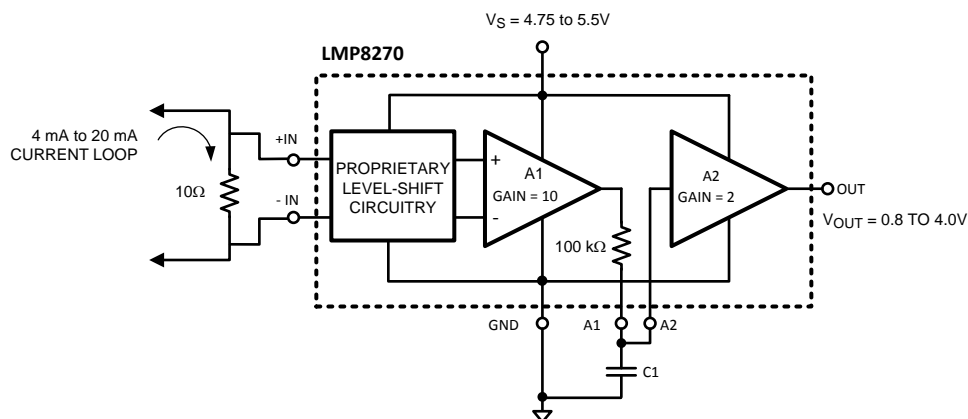 V_S = 4.75 to 5.5V
LMP8270
4 mA to 20 mA
CURRENT LOOP
10Ω
+IN
- IN
PROPRIETARY
LEVEL-SHIFT
CIRCUITRY
+
-
A1
GAIN = 10
100 kΩ
A2
GAIN = 2
OUT
V_OUT = 0.8 TO 4.0V
GND
A1
A2
C1